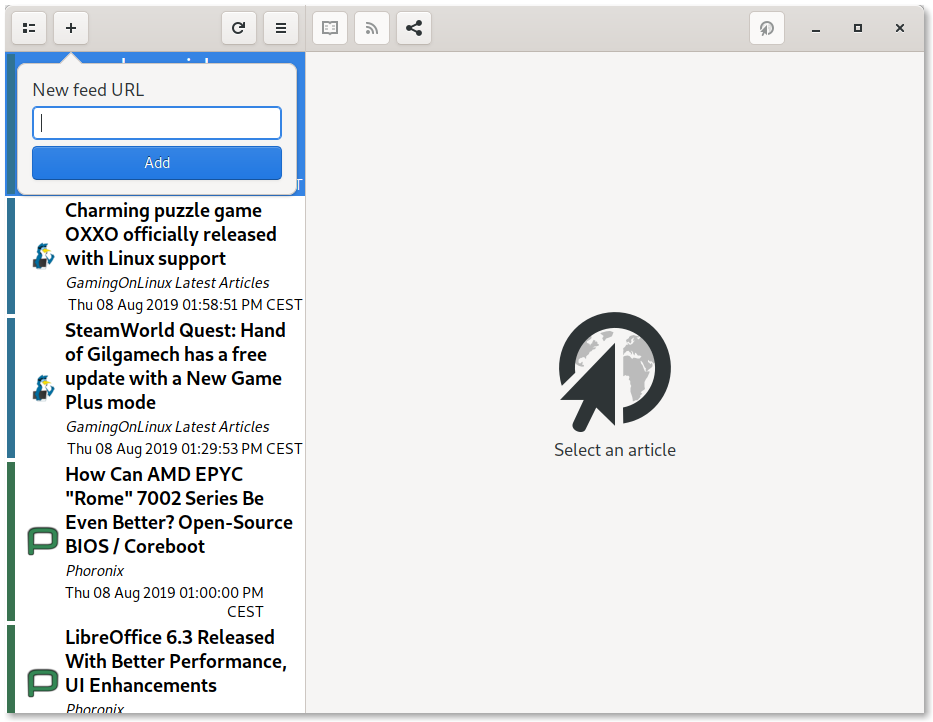 New feed URL
Add
Charming puzzle game
OXXO officially released
with Linux support
GamingOnLinux Latest Articles
Thu 08 Aug 2019 01:58:51 PM CEST
SteamWorld Quest: Hand
of Gilgamech has a free
update with a New Game
Plus mode
GamingOnLinux Latest Articles
Thu 08 Aug 2019 01:29:53 PM CEST
How Can AMD EPYC
"Rome" 7002 Series Be
Even Better? Open-Source
BIOS / Coreboot
Phoronix
Thu 08 Aug 2019 01:00:00 PM
CEST
LibreOffice 6.3 Released
With Better Performance,
UI Enhancements
Phoronix
Select an article